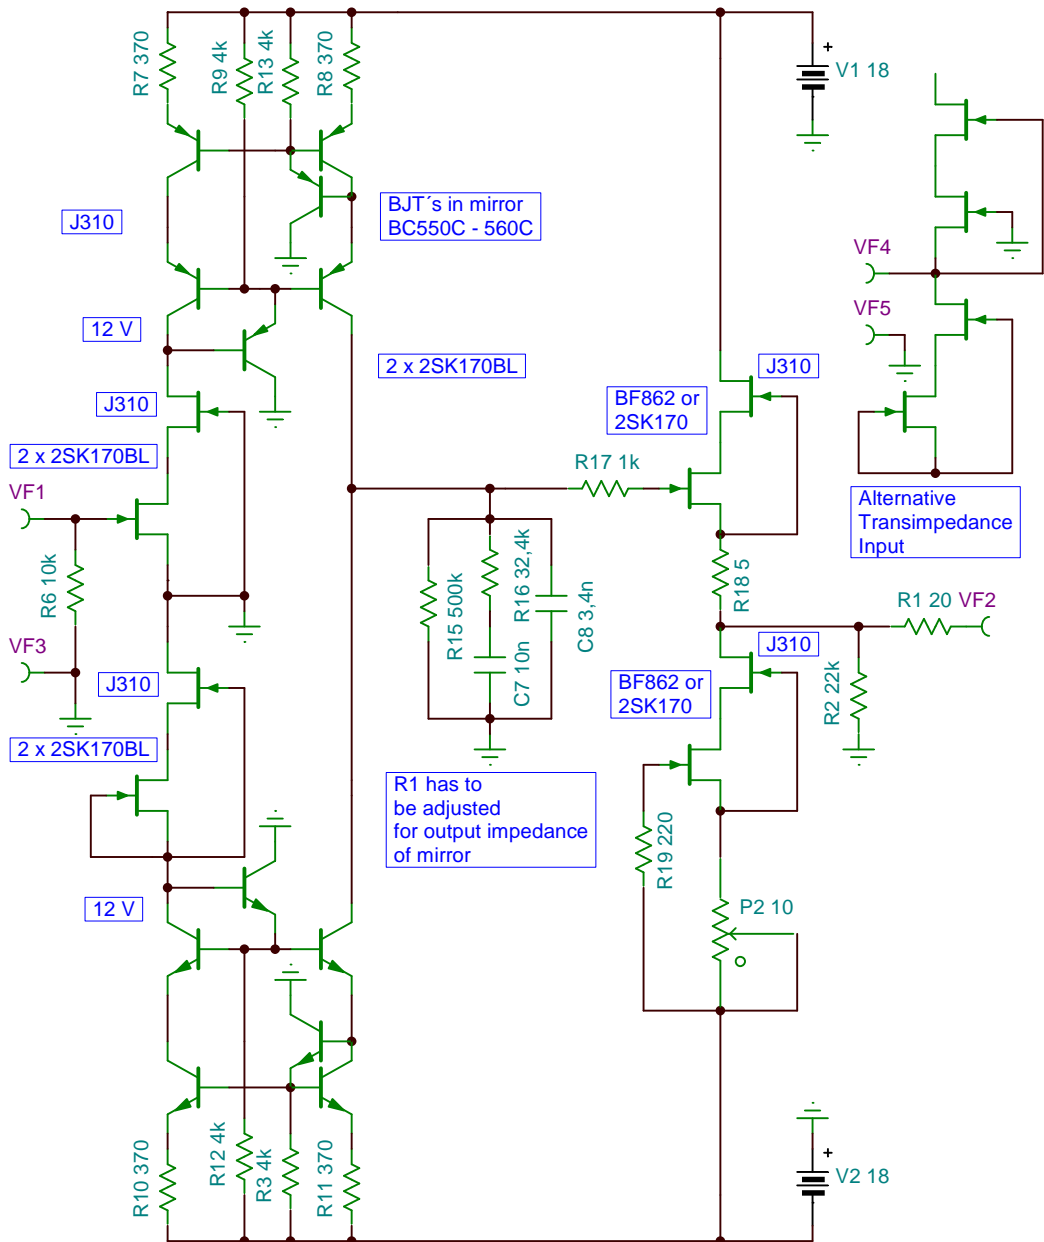 R7 370
R9 4k
R13 4k
R8 370
+
V1 18
BJT´s in mirror
BC550C - 560C
J310
VF4
VF5
12 V
2 x 2SK170BL
J310
BF862 or
2SK170
J310
2 x 2SK170BL
R17 1k
VF1
Alternative
Transimpedance
Input
R6 10k
R15 500k
R16 32,4k
C7 10n
C8 3,4n
R18 5
R1 20
VF2
VF3
J310
J310
BF862 or
2SK170
R2 22k
2 x 2SK170BL
R1 has to
be adjusted
for output impedance
of mirror
R19 220
12 V
P2 10
R10 370
R12 4k
R3 4k
R11 370
+
V2 18